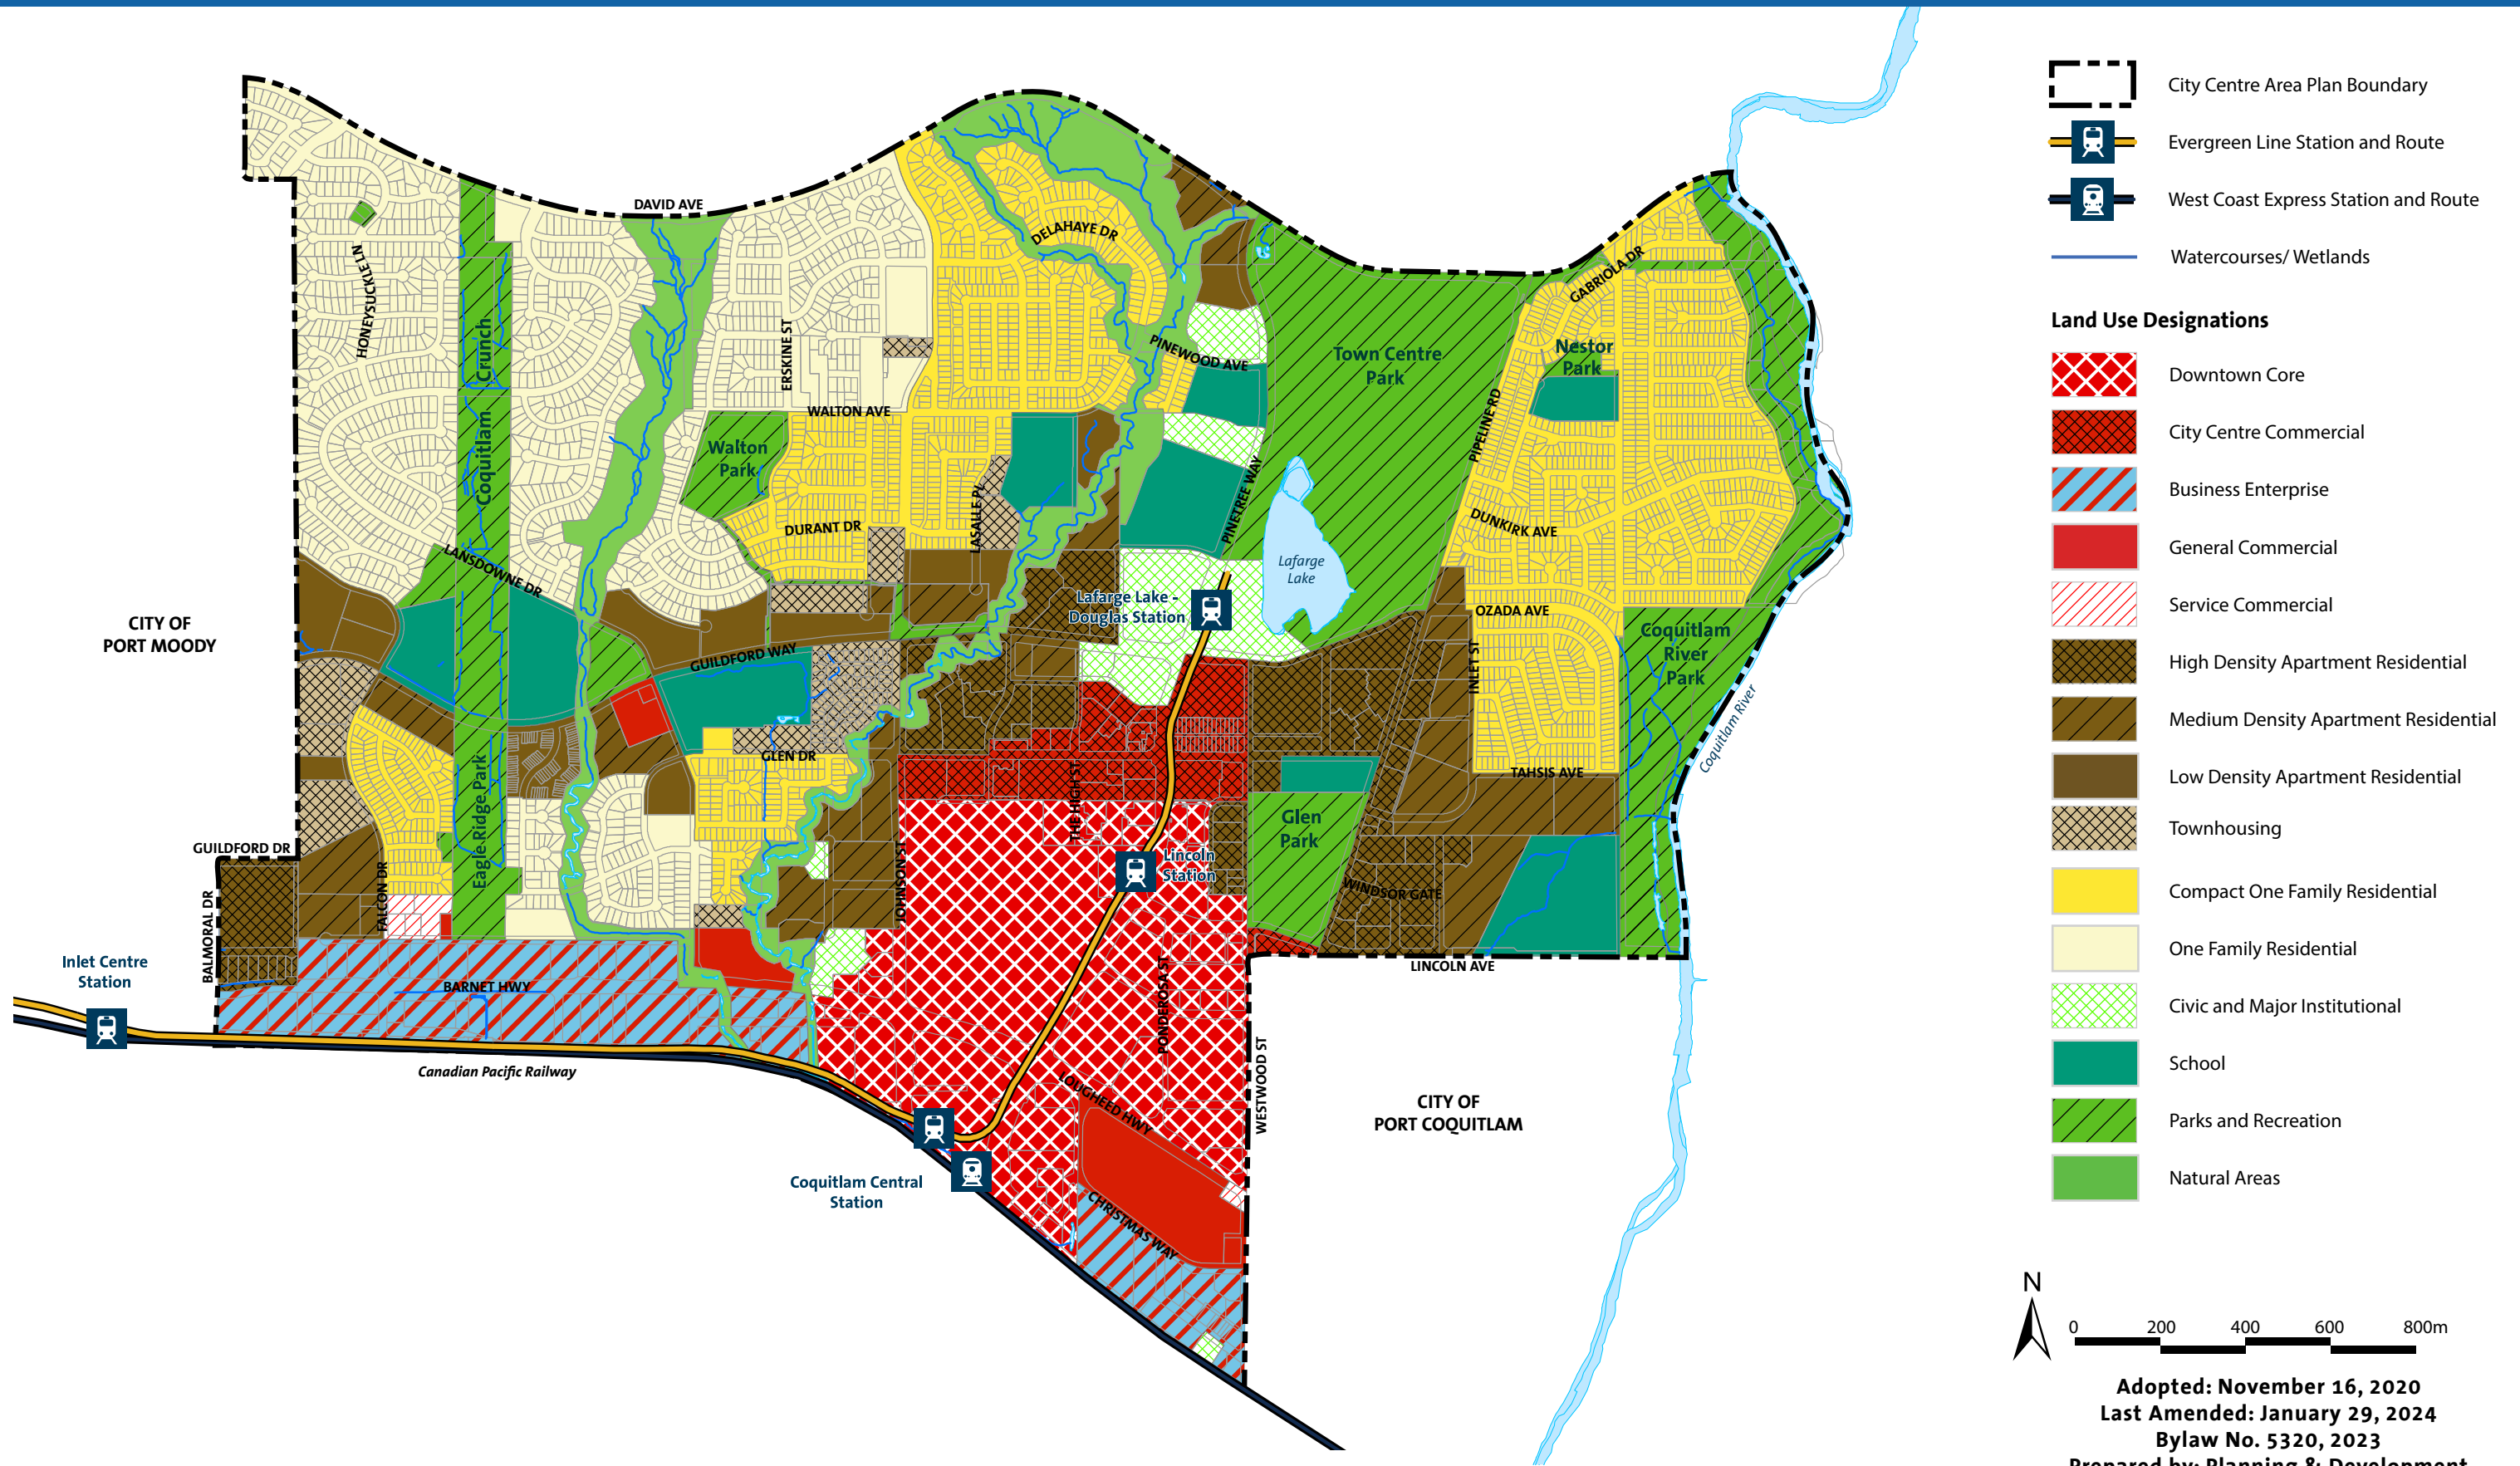 DAVID AVE
HONEYSUCKLE LN
Coquitlam Crunch
ERSKINE ST
DELAHAYE DR
PINEWOOD AVE
WALTON AVE
Walton
Park
DURANT DR
LASALLE PL
PINETREE WAY
Town Centre
Park
GABRIOLA DR
Nestor
Park
PIPELINE RD
DUNKIRK AVE
Lafarge
Lake
LANSDOWNE DR
Lafarge Lake -
Douglas Station
OZADA AVE
CITY OF
PORT MOODY
Coquitlam
River
Park
INLET ST
GUILDFORD WAY
Coquitlam River
GLEN DR
TAHSIS AVE
THE HIGH ST
Eagle Ridge Park
Glen
Park
GUILDFORD DR
JOHNSON ST
Lincoln
Station
FALCON DR
WINDSOR GATE
BALMORAL DR
Inlet Centre
Station
LINCOLN AVE
BARNET HWY
PONDEROSA ST
Canadian Pacific Railway
WESTWOOD ST
LOUGHEED HWY
CITY OF
PORT COQUITLAM
Coquitlam Central
Station
CHRISTMAS WAY
City Centre Area Plan Boundary
Evergreen Line Station and Route
West Coast Express Station and Route
Watercourses/ Wetlands
Land Use Designations
Downtown Core
City Centre Commercial
Business Enterprise
General Commercial
Service Commercial
High Density Apartment Residential
Medium Density Apartment Residential
Low Density Apartment Residential
Townhousing
Compact One Family Residential
One Family Residential
Civic and Major Institutional
School
Parks and Recreation
Natural Areas
N
0 200 400 600 800m
Adopted: November 16, 2020
Last Amended: January 29, 2024
Bylaw No. 5320, 2023
Prepared by: Planning & Development